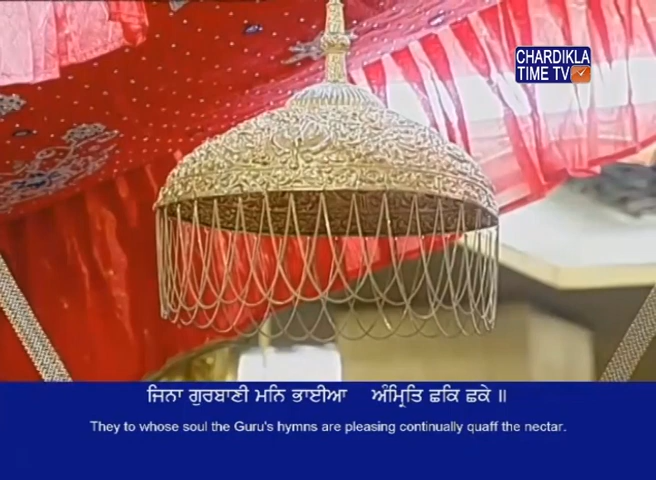 CHARDIKLA
TIME TV
ਜਿਨਾ ਗੁਰਬਾਣੀ ਮਨਿ ਭਾਈਆ ਅੰਮ੍ਰਿਤਿ ਛਕਿ ਛਕੇ ॥
They to whose soul the Guru's hymns are pleasing continually quaff the nectar.